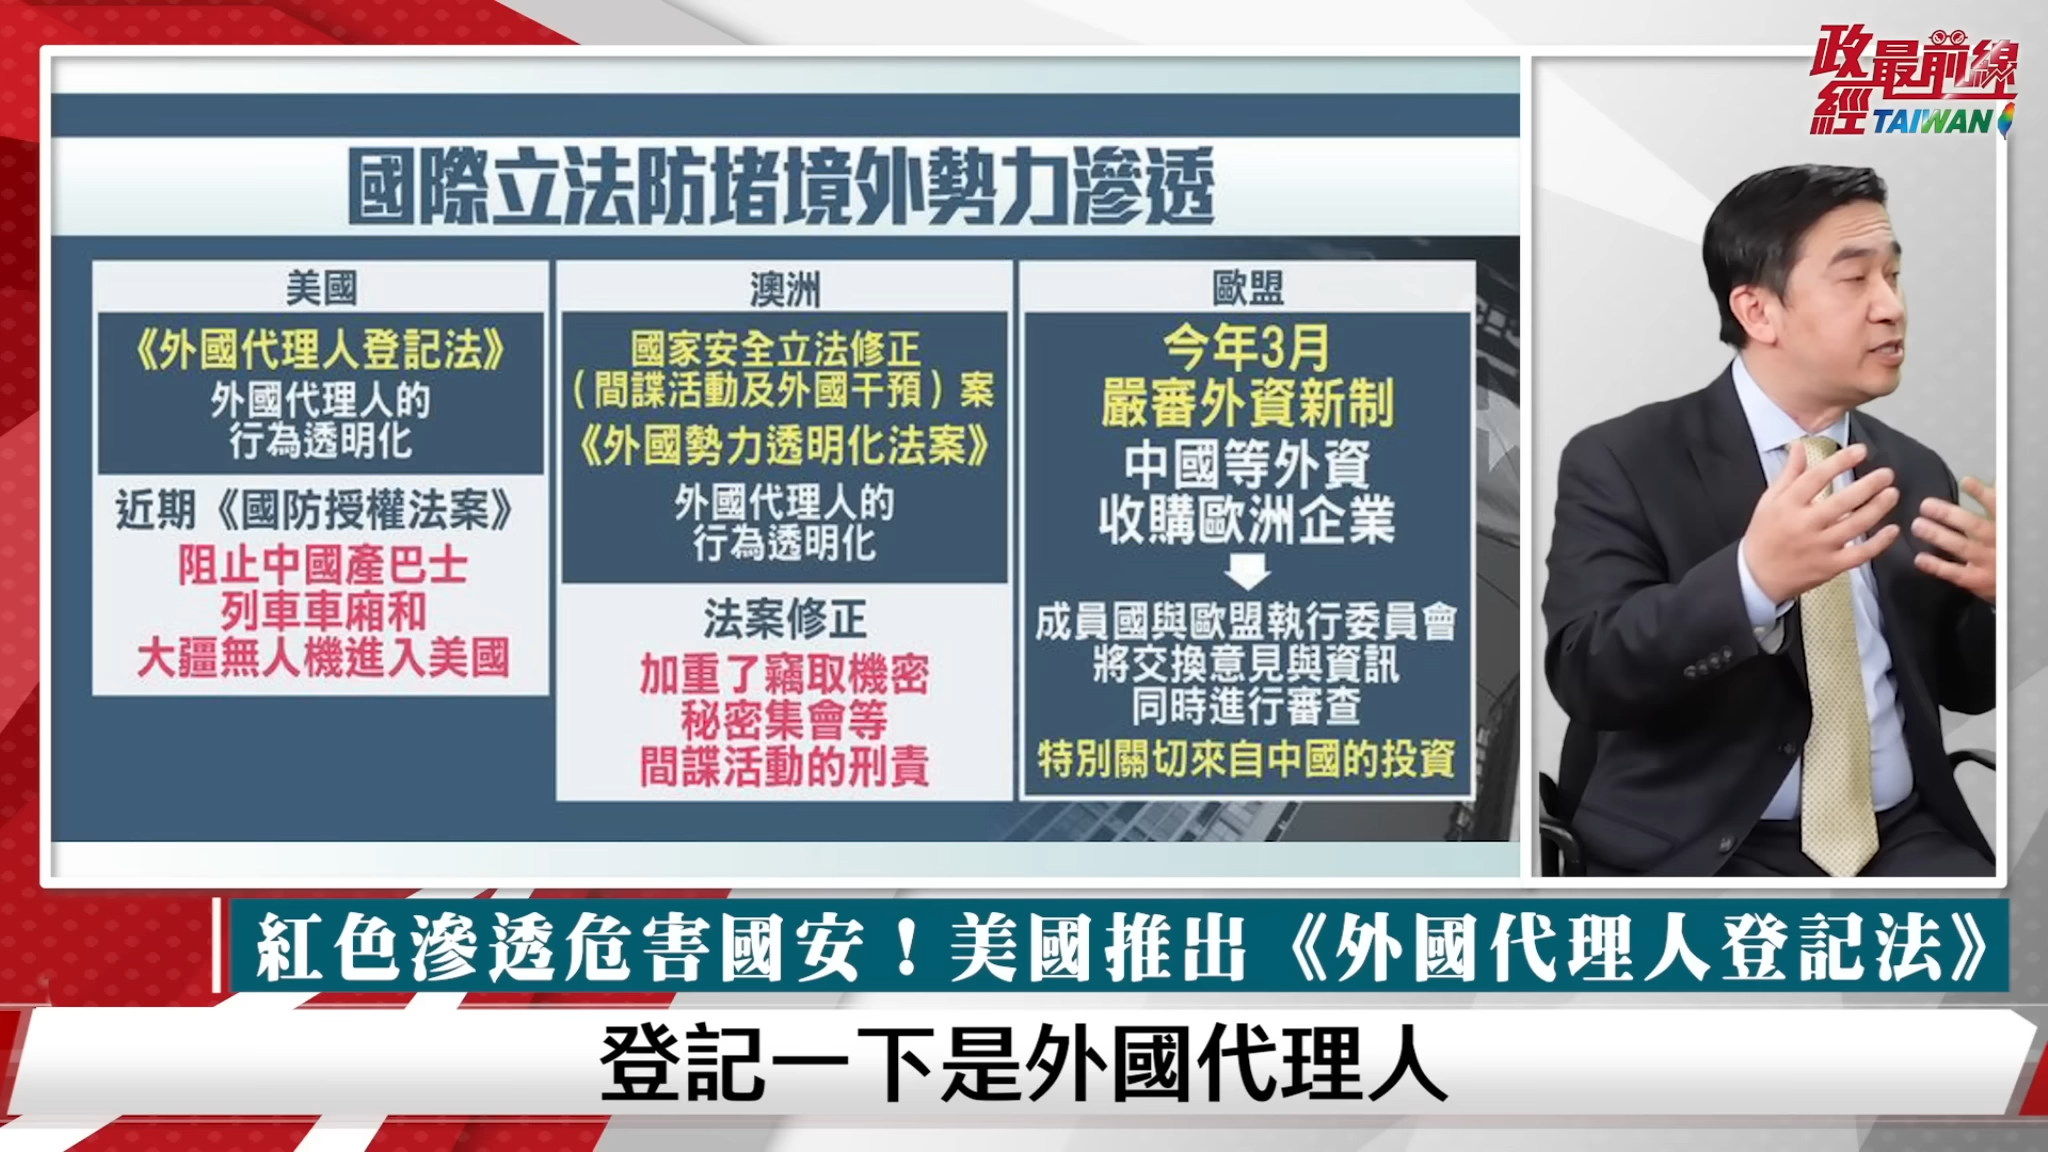 政經最前線
TAIWAN
國際立法防堵境外勢力滲透
美國
《外國代理人登記法》
外國代理人的
行為透明化
近期《國防授權法案》
阻止中國產巴士
列車車廂和
大疆無人機進入美國
澳洲
國家安全立法修正
(間諜活動及外國干預)案
《外國勢力透明化法案》
外國代理人的
行為透明化
法案修正
加重了竊取機密
秘密集會等
間諜活動的刑責
歐盟
今年3月
嚴審外資新制
中國等外資
收購歐洲企業
成員國與歐盟執行委員會
將交換意見與資訊
同時進行審查
特別關切來自中國的投資
紅色滲透危害國安！美國推出《外國代理人登記法》
登記一下是外國代理人